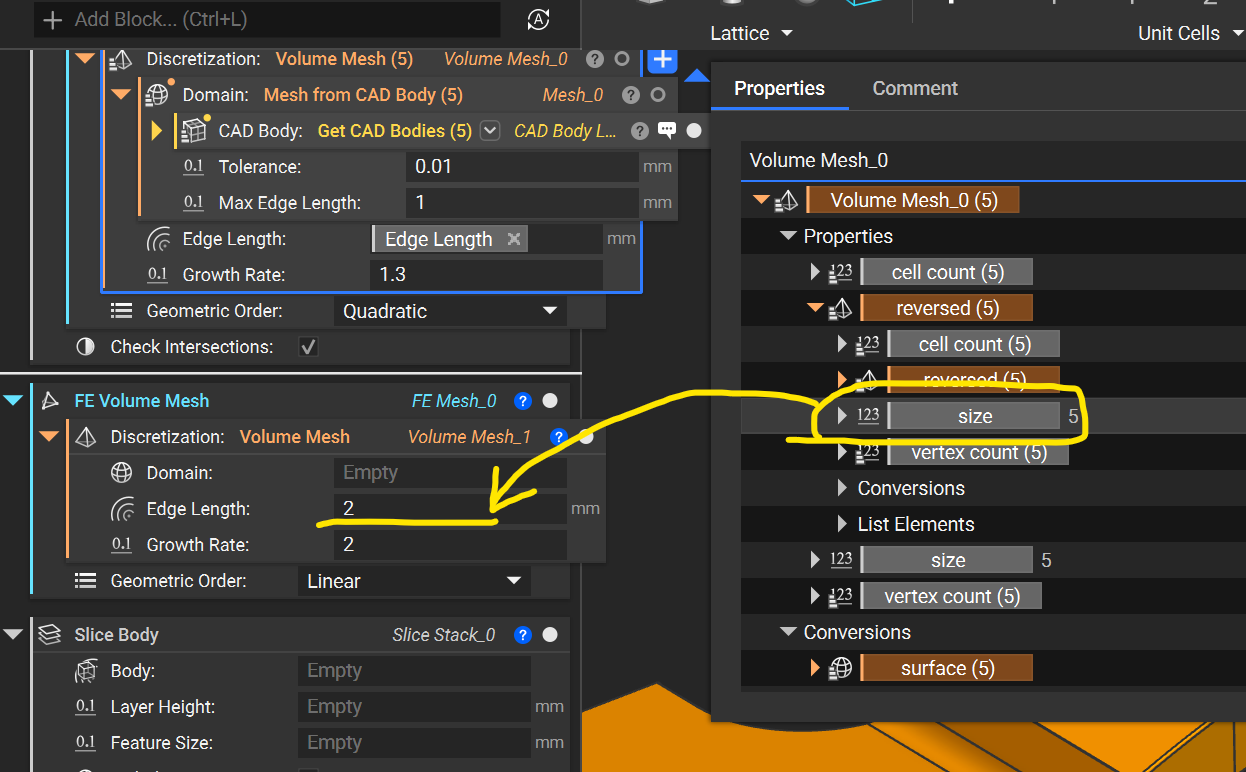 Add Block... (Ctrl+L)
Lattice
Unit Cells
Discretization: Volume Mesh (5) Volume Mesh_0
Domain: Mesh from CAD Body (5) Mesh_0
CAD Body: Get CAD Bodies (5) CAD Body L...
0.1 Tolerance: 0.01 mm
0.1 Max Edge Length: 1 mm
Edge Length: Edge Length mm
0.1 Growth Rate: 1.3
Geometric Order: Quadratic
Check Intersections:
FE Volume Mesh FE Mesh_0
Discretization: Volume Mesh Volume Mesh_1
Domain: Empty
Edge Length: 2 mm
0.1 Growth Rate: 2
Geometric Order: Linear
Slice Body Slice Stack_0
Body: Empty
0.1 Layer Height: Empty mm
0.1 Feature Size: Empty mm
Properties Comment
Volume Mesh_0
Volume Mesh_0 (5)
Properties
123 cell count (5)
reversed (5)
123 cell count (5)
reversed (5)
123 size 5
123 vertex count (5)
Conversions
List Elements
123 size 5
123 vertex count (5)
Conversions
surface (5)